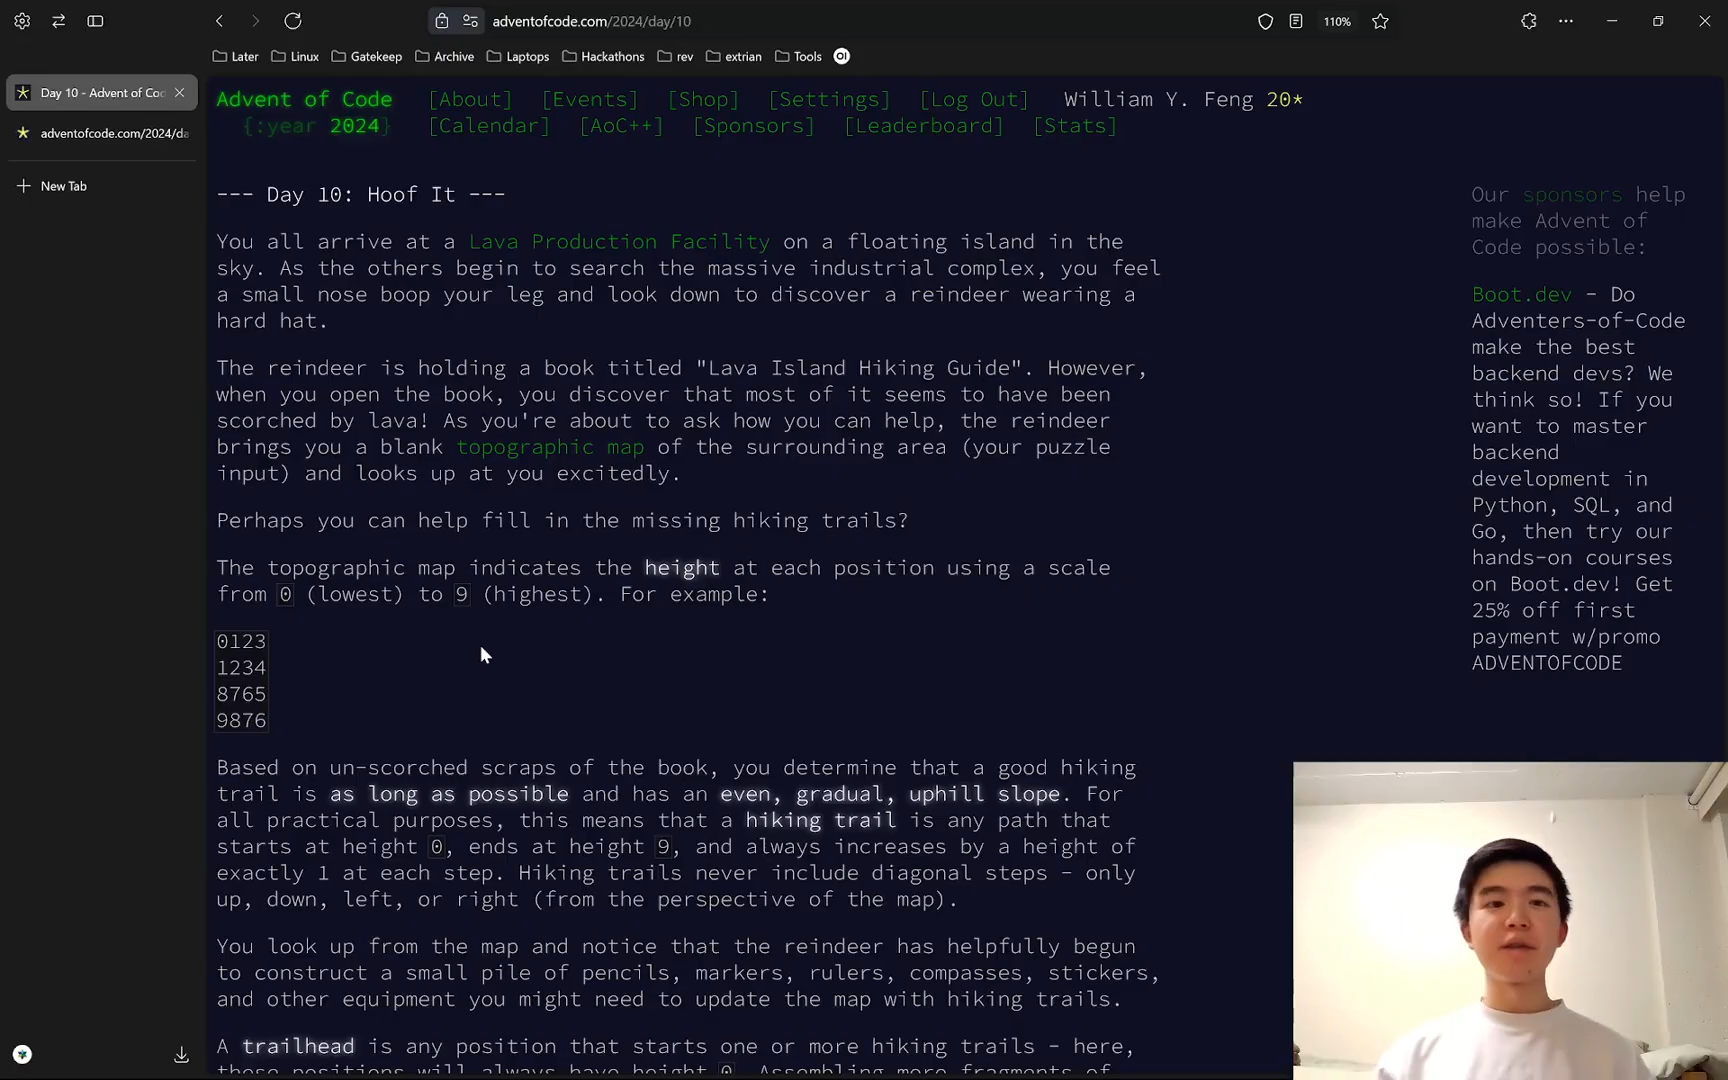 adventofcode.com/2024/day/10
110%
Later
Linux
Gatekeep
Archive
Laptops
Hackathons
rev
extrian
Tools
Day 10 - Advent of Coc
adventofcode.com/2024/da
New Tab
Advent of Code [About] [Events] [Shop] [Settings] [Log Out] William Y. Feng 20*
{:year 2024} [Calendar] [AoC++] [Sponsors] [Leaderboard] [Stats]
--- Day 10: Hoof It ---
You all arrive at a Lava Production Facility on a floating island in the
sky. As the others begin to search the massive industrial complex, you feel
a small nose boop your leg and look down to discover a reindeer wearing a
hard hat.
The reindeer is holding a book titled "Lava Island Hiking Guide". However,
when you open the book, you discover that most of it seems to have been
scorched by lava! As you're about to ask how you can help, the reindeer
brings you a blank topographic map of the surrounding area (your puzzle
input) and looks up at you excitedly.
Perhaps you can help fill in the missing hiking trails?
The topographic map indicates the height at each position using a scale
from 0 (lowest) to 9 (highest). For example:
0123
1234
8765
9876
Based on un-scorched scraps of the book, you determine that a good hiking
trail is as long as possible and has an even, gradual, uphill slope. For
all practical purposes, this means that a hiking trail is any path that
starts at height 0, ends at height 9, and always increases by a height of
exactly 1 at each step. Hiking trails never include diagonal steps - only
up, down, left, or right (from the perspective of the map).
You look up from the map and notice that the reindeer has helpfully begun
to construct a small pile of pencils, markers, rulers, compasses, stickers,
and other equipment you might need to update the map with hiking trails.
A trailhead is any position that starts one or more hiking trails - here,
these positions will always have height 0. Assembling more fragments of
Our sponsors help
make Advent of
Code possible:
Boot.dev - Do
Adventers-of-Code
make the best
backend devs? We
think so! If you
want to master
backend
development in
Python, SQL, and
Go, then try our
hands-on courses
on Boot.dev! Get
25% off first
payment w/promo
ADVENTOFCODE